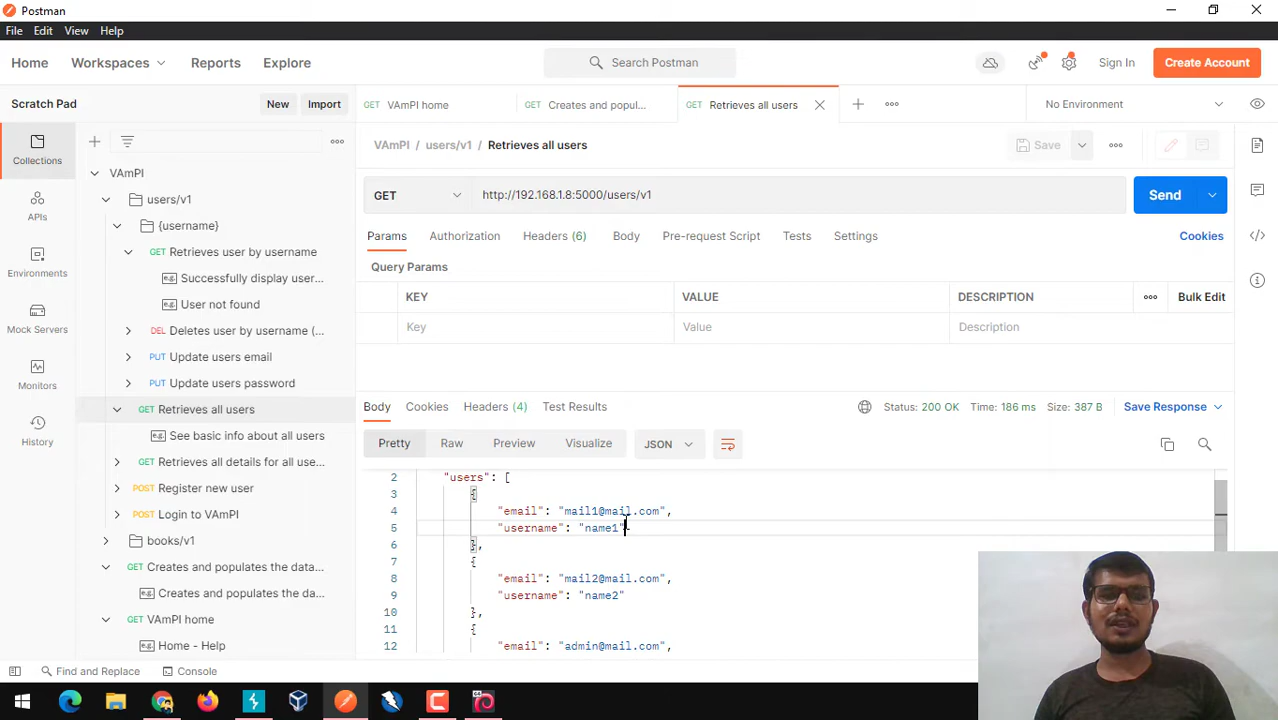 Postman
File Edit View Help
Home Workspaces Reports Explore Search Postman Sign In Create Account
Scratch Pad New Import GET VAmPI home GET Creates and popul... GET Retrieves all users No Environment
Collections
APIs
Environments
Mock Servers
Monitors
History
VAmPI
users/v1
{username}
GET Retrieves user by username
e.g. Successfully display user...
e.g. User not found
DEL Deletes user by username (...
PUT Update users email
PUT Update users password
GET Retrieves all users
e.g. See basic info about all users
GET Retrieves all details for all use...
POST Register new user
POST Login to VAmPI
books/v1
GET Creates and populates the data...
e.g. Creates and populates the da...
GET VAmPI home
e.g. Home - Help
VAmPI / users/v1 / Retrieves all users Save
GET http://192.168.1.8:5000/users/v1 Send
Params Authorization Headers (6) Body Pre-request Script Tests Settings Cookies
Query Params
KEY VALUE DESCRIPTION Bulk Edit
Key Value Description
Body Cookies Headers (4) Test Results Status: 200 OK Time: 186 ms Size: 387 B Save Response
Pretty Raw Preview Visualize JSON
2 "users": [
3 {
4 "email": "mail1@mail.com",
5 "username": "name1"
6 },
7 {
8 "email": "mail2@mail.com",
9 "username": "name2"
10 },
11 {
12 "email": "admin@mail.com",
Find and Replace Console